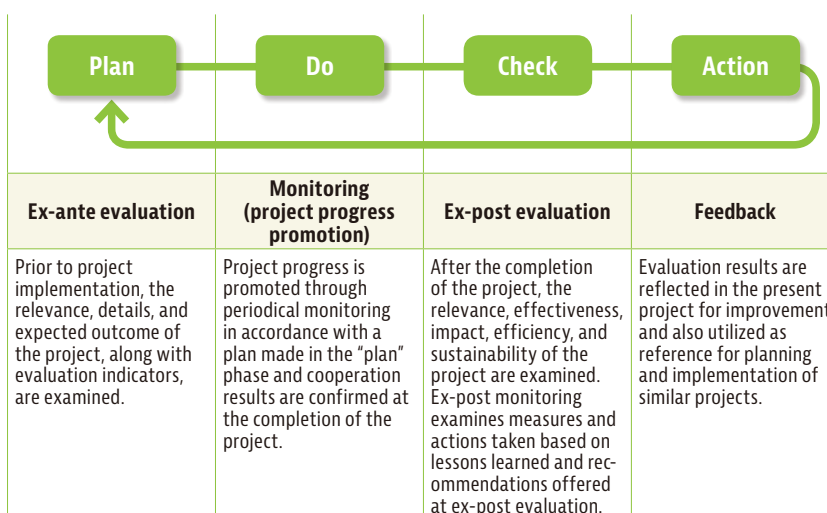 Plan
Do
Check
Action
Ex-ante evaluation
Monitoring
(project progress
promotion)
Ex-post evaluation
Feedback
Prior to project
implementation, the
relevance, details, and
expected outcome of
the project, along with
evaluation indicators,
are examined.
Project progress is
promoted through
periodical monitoring
in accordance with a
plan made in the “plan”
phase and cooperation
results are confirmed at
the completion of the
project.
After the completion
of the project, the
relevance, effectiveness,
impact, efficiency, and
sustainability of the
project are examined.
Ex-post monitoring
examines measures and
actions taken based on
lessons learned and rec-
ommendations offered
at ex-post evaluation.
Evaluation results are
reflected in the present
project for improvement
and also utilized as
reference for planning
and implementation of
similar projects.